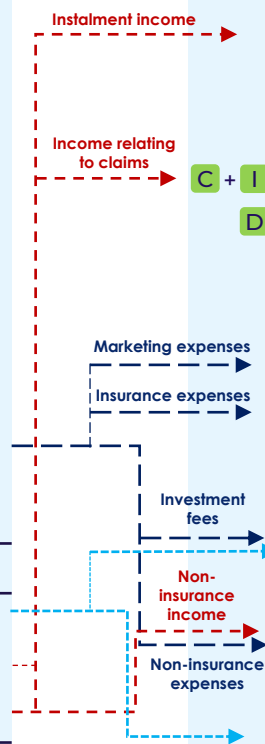 Instalment income
Income relating
to claims
C + I
D
Marketing expenses
Insurance expenses
Investment
fees
Non-
insurance
income
Non-insurance
expenses